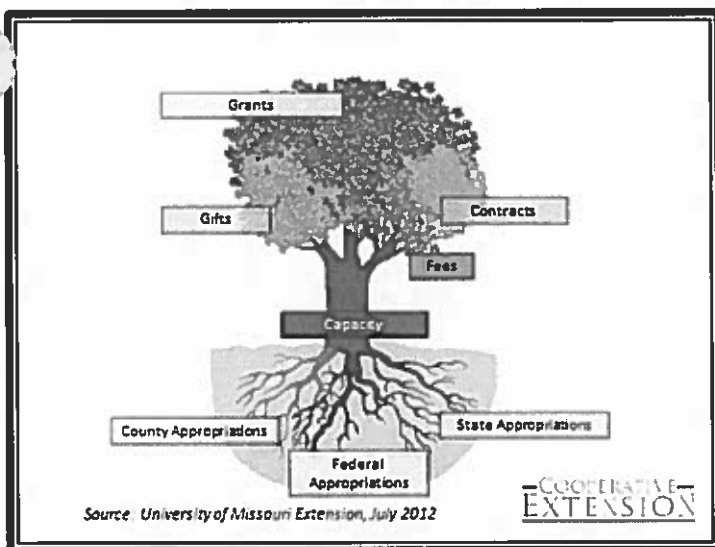 Grants
Gifts
Contracts
Fees
Capacity
County Appropriations
State Appropriations
Federal
Appropriations
Source: University of Missouri Extension, July 2012
COOPERATIVE
EXTENSION